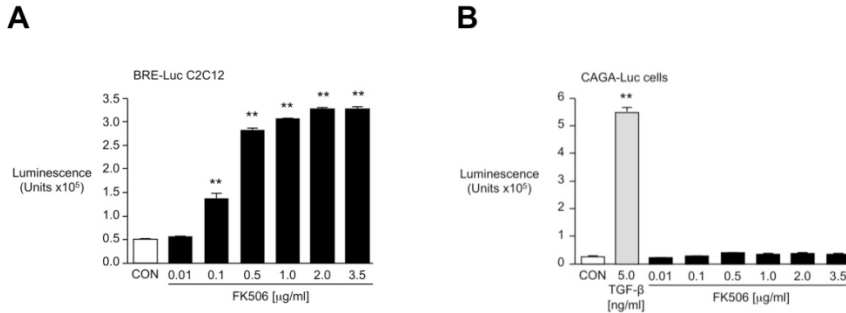 A
BRE-Luc C2C12
Luminescence
(Units x10⁵)
3.5
3.0
2.5
2.0
1.5
1.0
0.5
0.0
** ** ** ** **
CON 0.01 0.1 0.5 1.0 2.0 3.5
FK506 [μg/ml]
B
CAGA-Luc cells
Luminescence
(Units x10⁵)
6
5
4
3
2
1
0
**
CON 5.0 0.01 0.1 0.5 1.0 2.0 3.5
TGF-β
[ng/ml]
FK506 [μg/ml]